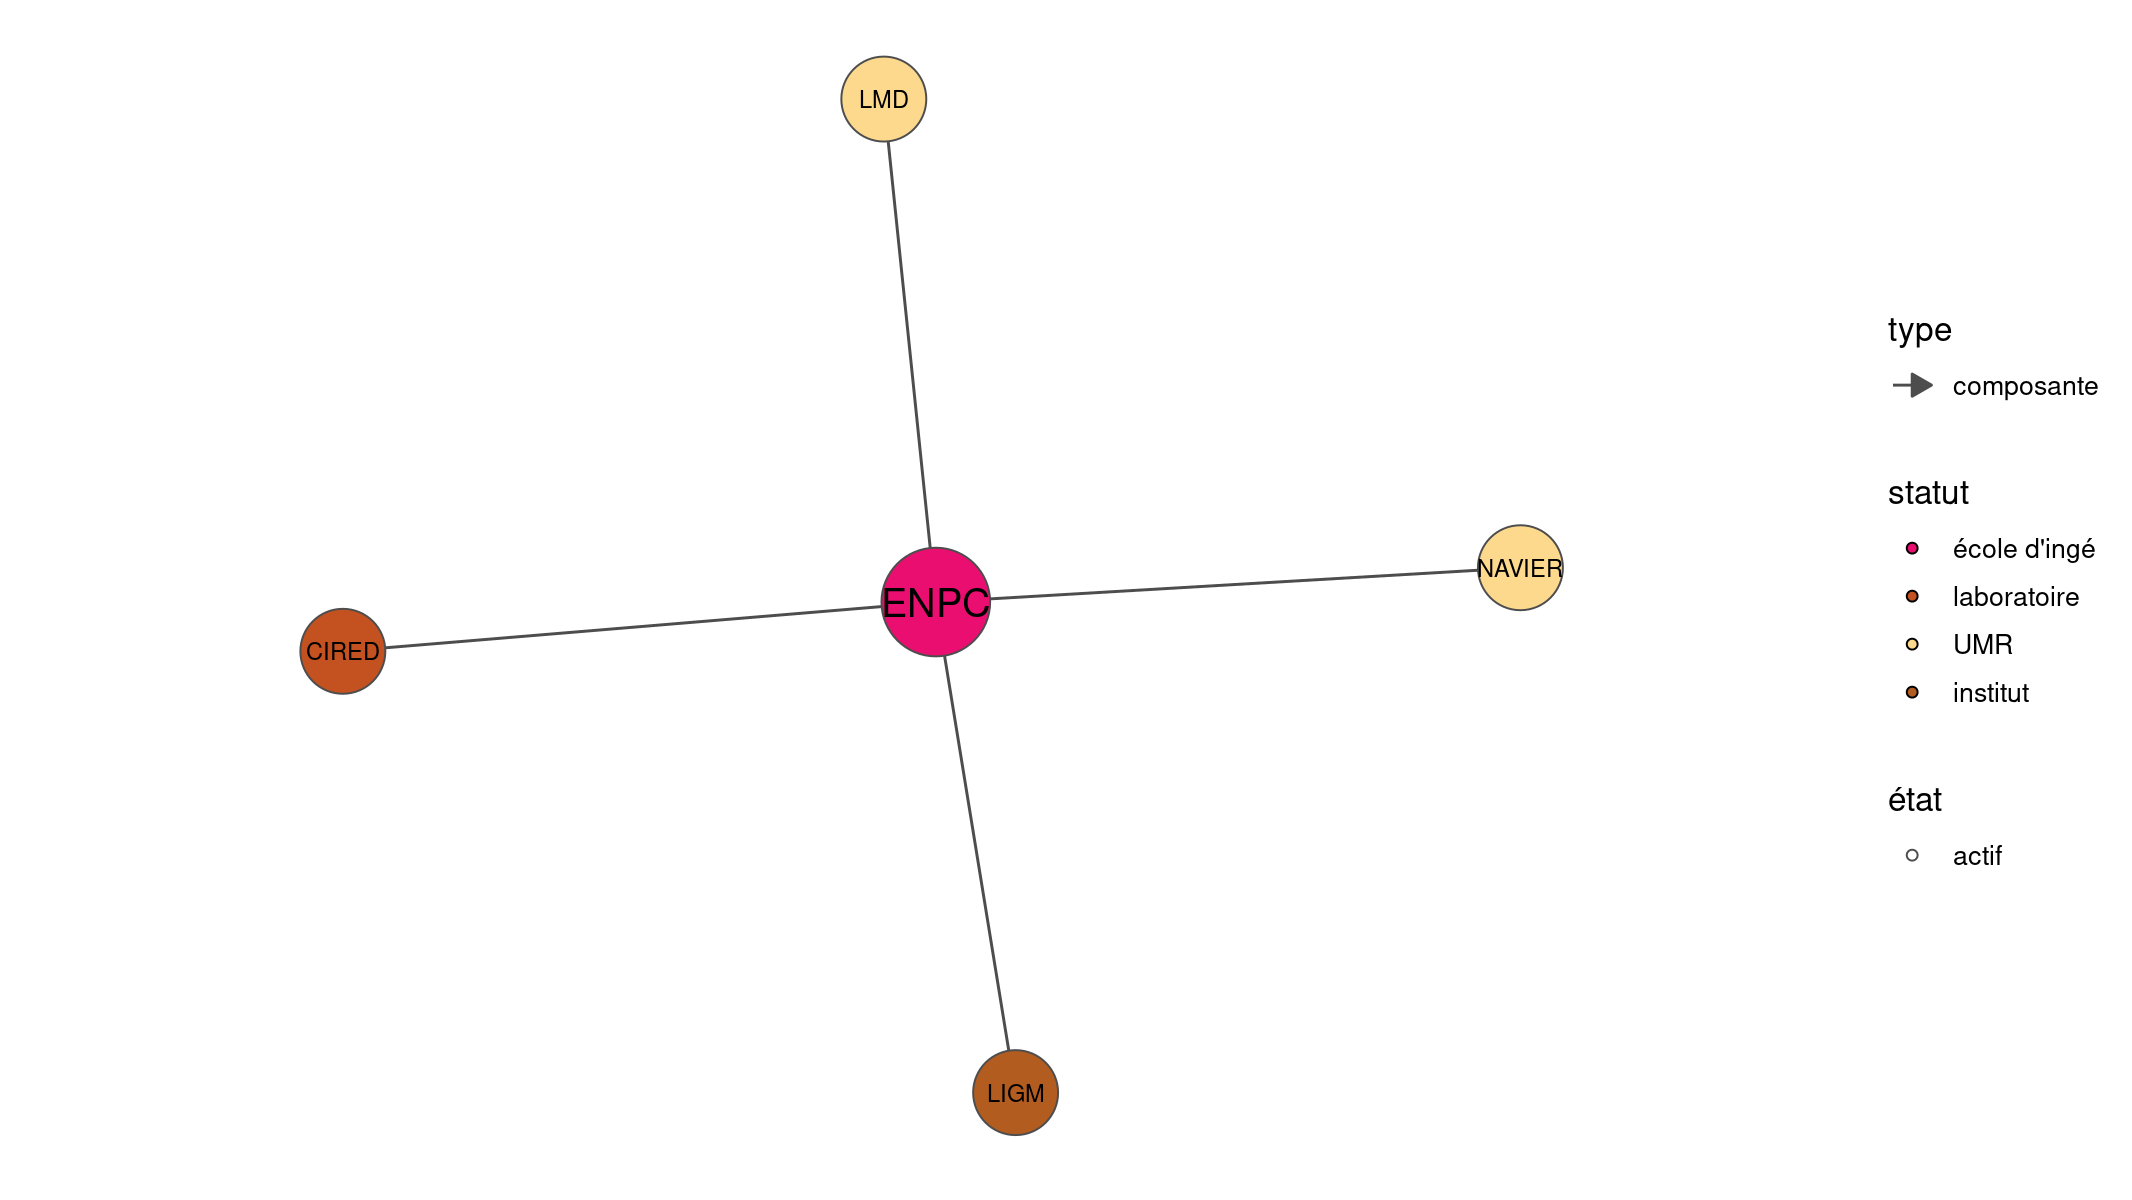 LMD
NAVIER
ENPC
CIRED
LIGM
type
composante
statut
école d'ingé
laboratoire
UMR
institut
état
actif